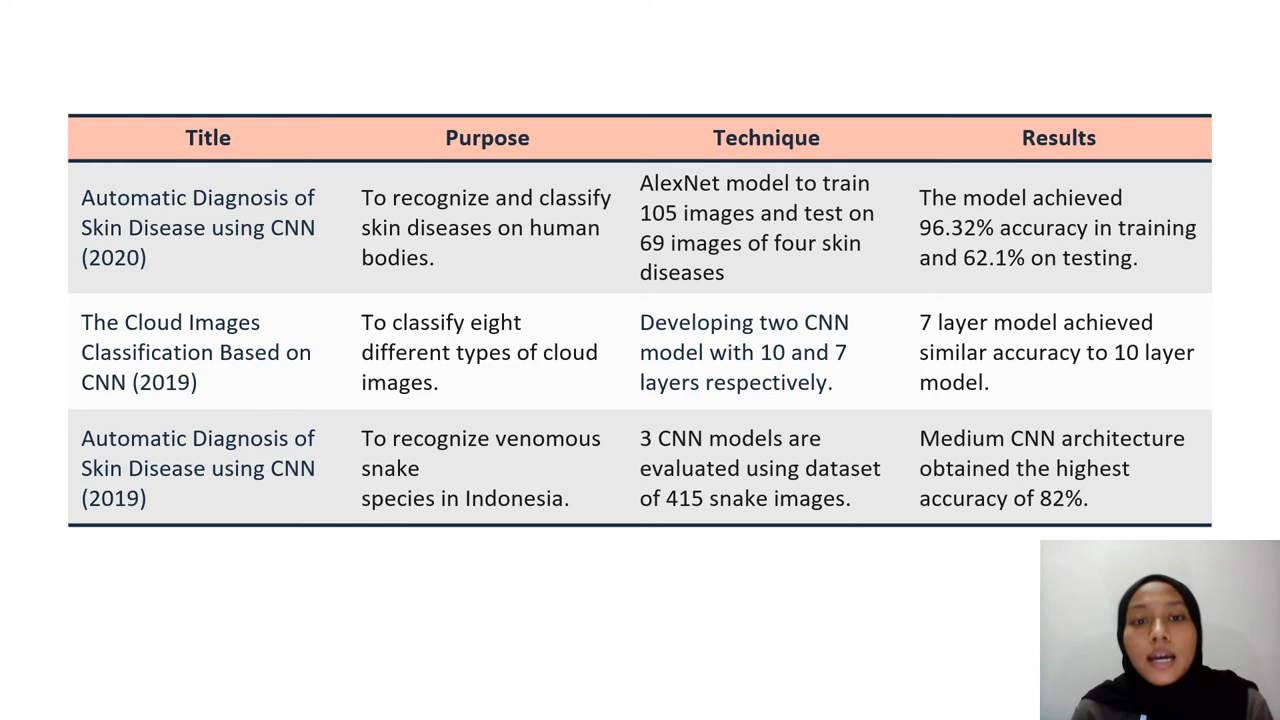 Title Purpose Technique Results
Automatic Diagnosis of
Skin Disease using CNN
(2020)
To recognize and classify
skin diseases on human
bodies.
AlexNet model to train
105 images and test on
69 images of four skin
diseases
The model achieved
96.32% accuracy in training
and 62.1% on testing.
The Cloud Images
Classification Based on
CNN (2019)
To classify eight
different types of cloud
images.
Developing two CNN
model with 10 and 7
layers respectively.
7 layer model achieved
similar accuracy to 10 layer
model.
Automatic Diagnosis of
Skin Disease using CNN
(2019)
To recognize venomous
snake
species in Indonesia.
3 CNN models are
evaluated using dataset
of 415 snake images.
Medium CNN architecture
obtained the highest
accuracy of 82%.